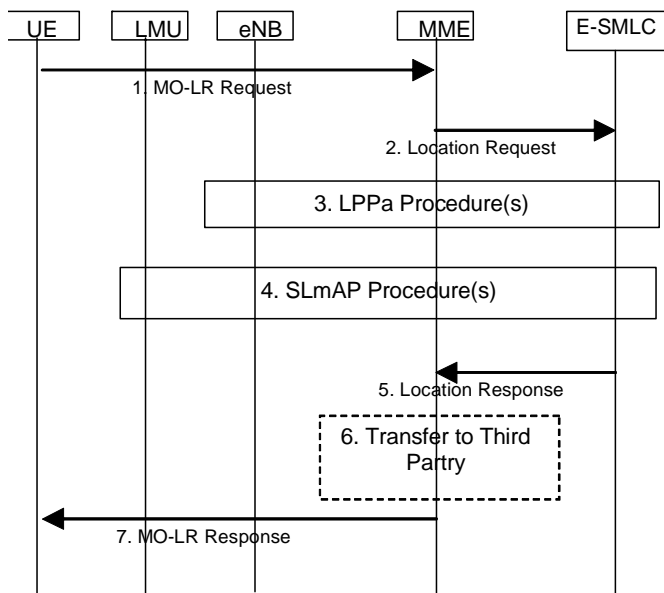 UE LMU eNB MME E-SMLC
1. MO-LR Request
2. Location Request
3. LPPa Procedure(s)
4. SLmAP Procedure(s)
5. Location Response
6. Transfer to Third
Partry
7. MO-LR Response